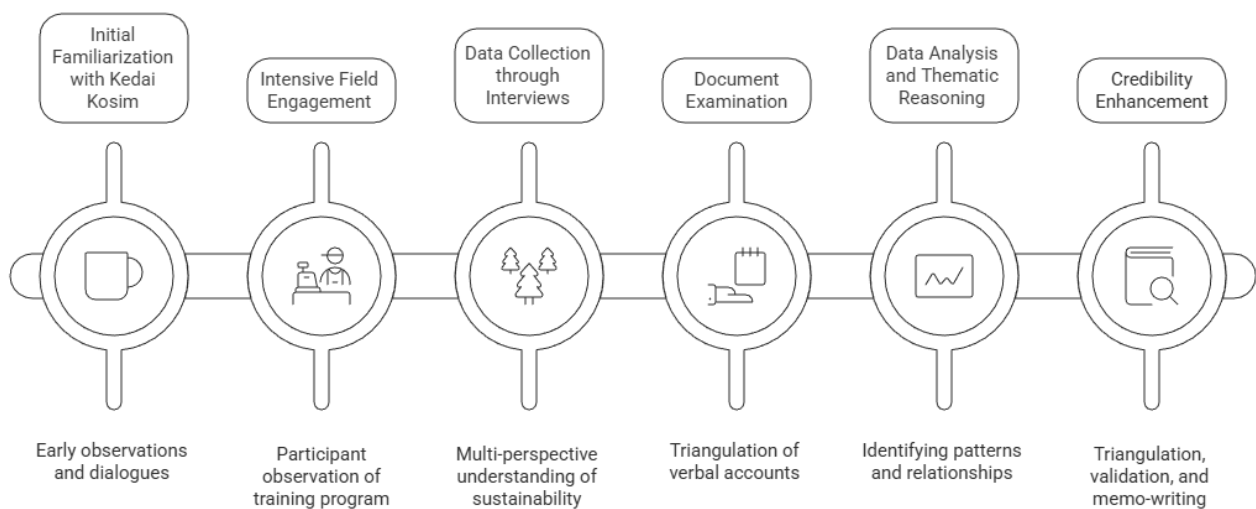 Initial
Familiarization
with Kedai
Kosim
Intensive Field
Engagement
Data Collection
through
Interviews
Document
Examination
Data Analysis
and Thematic
Reasoning
Credibility
Enhancement
Early observations
and dialogues
Participant
observation of
training program
Multi-perspective
understanding of
sustainability
Triangulation of
verbal accounts
Identifying patterns
and relationships
Triangulation,
validation, and
memo-writing